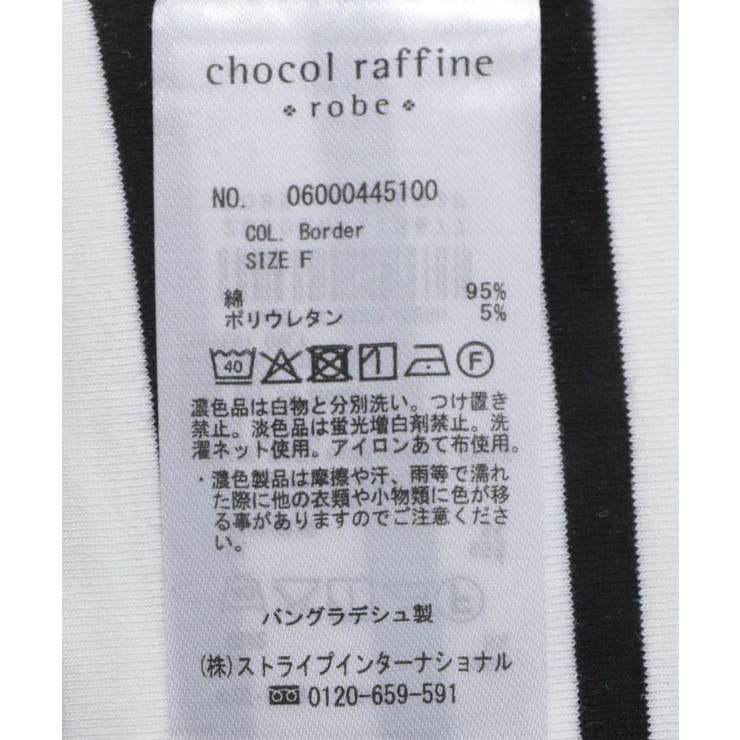 chocol raffine
robe
NO. 06000445100
COL. Border
SIZE F
綿 95%
ポリウレタン 5%
40 F
濃色品は白物と分別洗い。つけ置き
禁止。淡色品は蛍光増白剤禁止。洗
濯ネット使用。アイロンあて布使用。
・濃色製品は摩擦や汗、雨等で濡れ
た際に他の衣類や小物類に色が移
る事がありますのでご注意くださ
い。
バングラデシュ製
(株)ストライプインターナショナル
0120-659-591